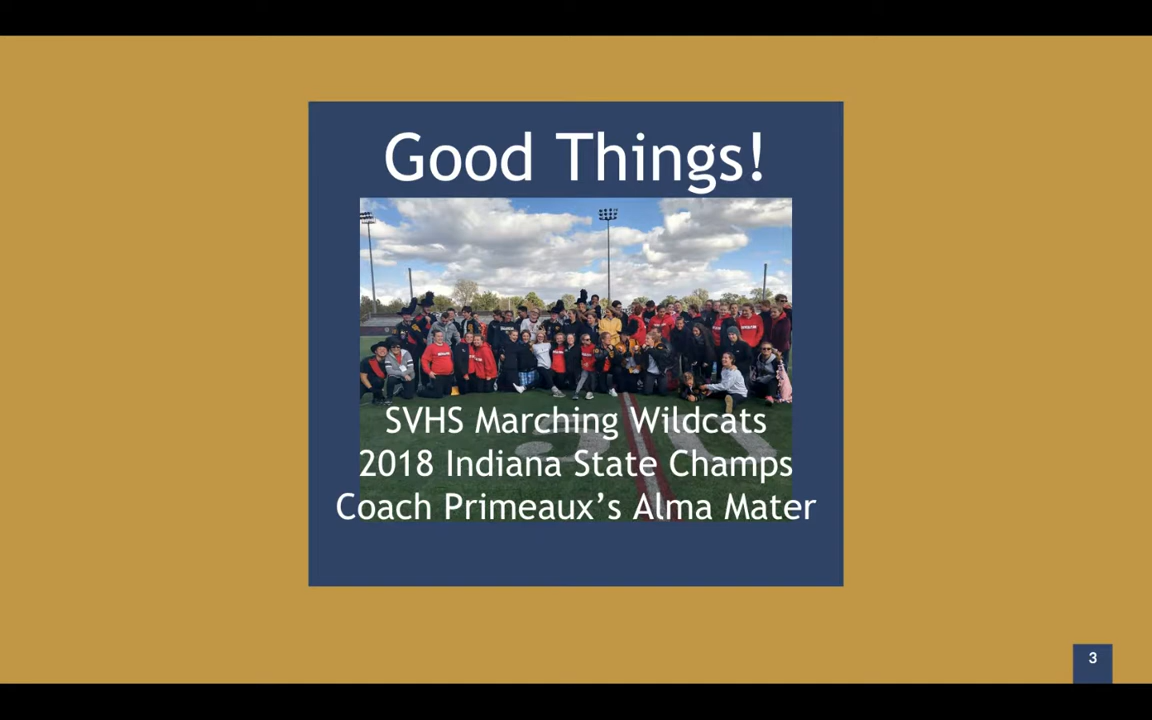 Good Things!
SVHS Marching Wildcats
2018 Indiana State Champs
Coach Primeaux’s Alma Mater
3